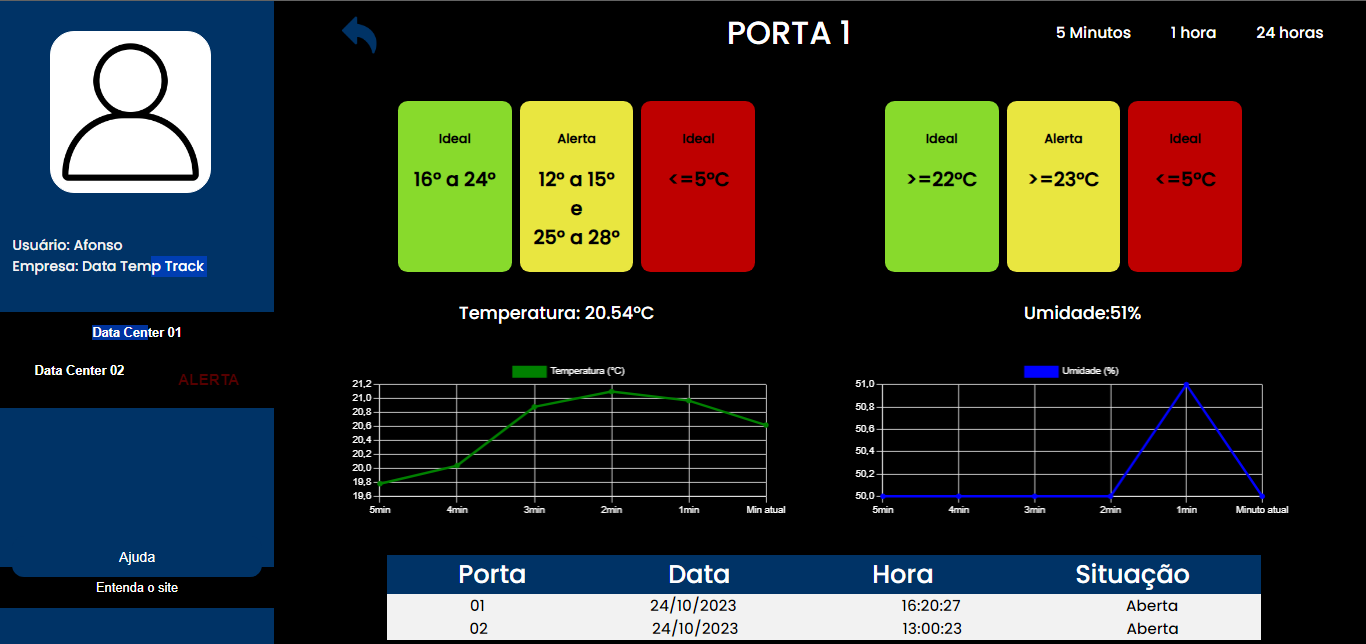 PORTA 1
5 Minutos 1 hora 24 horas
Usuário: Afonso
Empresa: Data Temp Track
Data Center 01
Data Center 02
ALERTA
Ajuda
Entenda o site
Ideal
16º a 24º
Alerta
12º a 15º
e
25º a 28º
Ideal
<=5ºC
Ideal
>=22ºC
Alerta
>=23ºC
Ideal
<=5ºC
Temperatura: 20.54ºC
Umidade:51%
Temperatura (ºC)
21,2
21,0
20,8
20,6
20,4
20,2
20,0
19,8
19,6
5min 4min 3min 2min 1min Min atual
Umidade (%)
51,0
50,8
50,6
50,4
50,2
50,0
5min 4min 3min 2min 1min Minuto atual
Porta Data Hora Situação
01 24/10/2023 16:20:27 Aberta
02 24/10/2023 13:00:23 Aberta